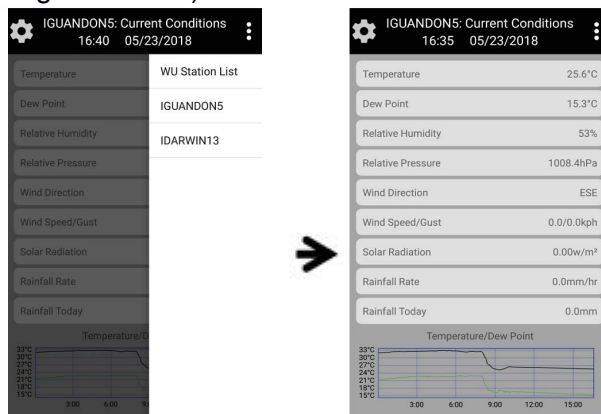 IGUANDON5: Current Conditions
16:40 05/23/2018
WU Station List
IGUANDON5
IDARWIN13
Temperature
Dew Point
Relative Humidity
Relative Pressure
Wind Direction
Wind Speed/Gust
Solar Radiation
Rainfall Rate
Rainfall Today
Temperature/D
33°C
30°C
27°C
24°C
21°C
18°C
15°C
3:00 6:00
IGUANDON5: Current Conditions
16:35 05/23/2018
Temperature 25.6°C
Dew Point 15.3°C
Relative Humidity 53%
Relative Pressure 1008.4hPa
Wind Direction ESE
Wind Speed/Gust 0.0/0.0kph
Solar Radiation 0.00w/m²
Rainfall Rate 0.0mm/hr
Rainfall Today 0.0mm
Temperature/Dew Point
33°C
30°C
27°C
24°C
21°C
18°C
15°C
3:00 6:00 9:00 12:00 15:00